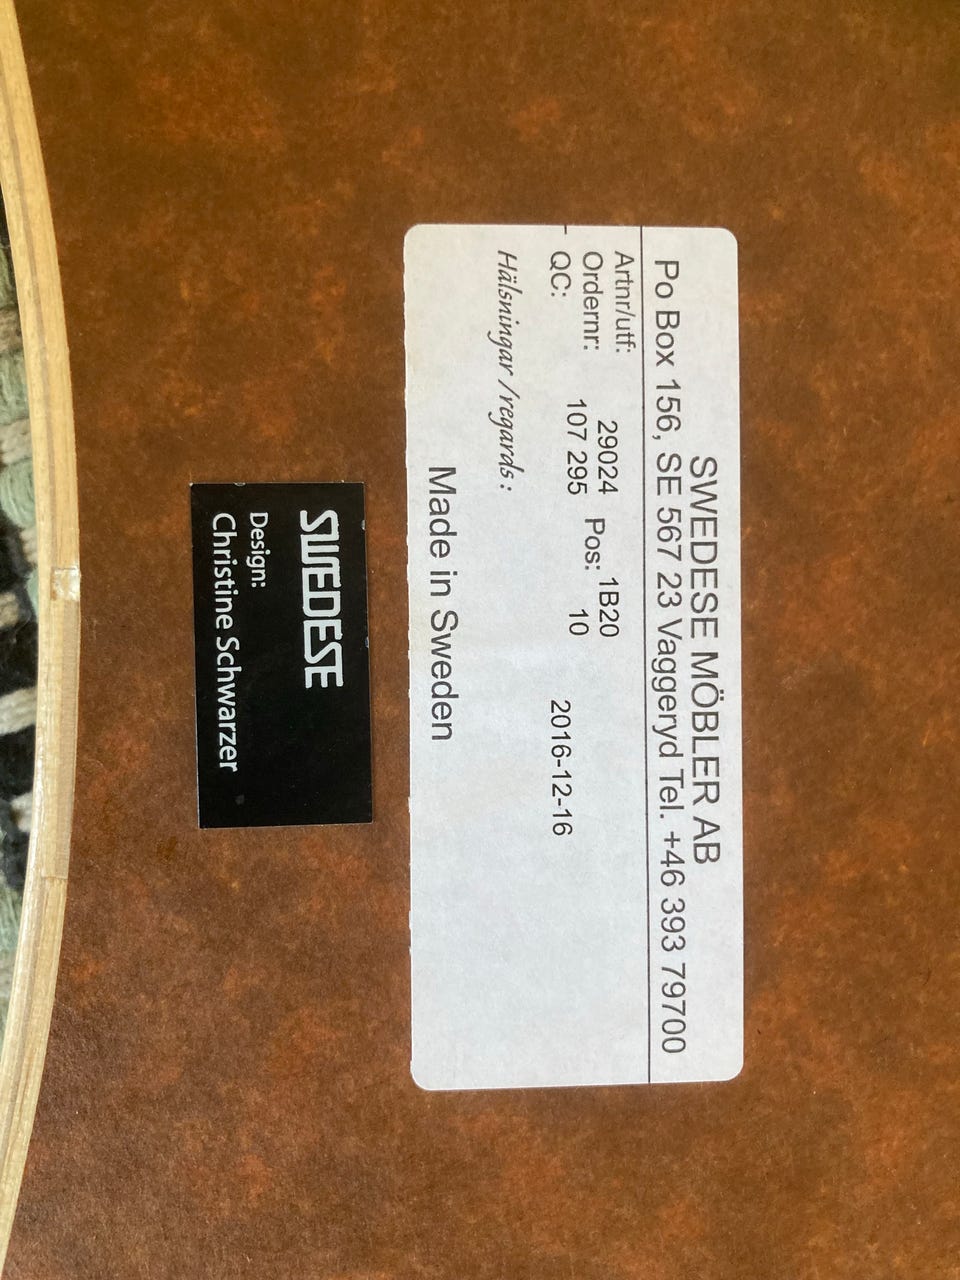 SWEDESE MÖBLER AB
Po Box 156, SE 567 23 Vaggeryd Tel. +46 393 79700
Artnr/utf: 29024 1B20
Ordernr: 107 295 Pos: 10
QC: 2016-12-16
Hälsningar /regards :
Made in Sweden
SWEDESE
Design:
Christine Schwarzer